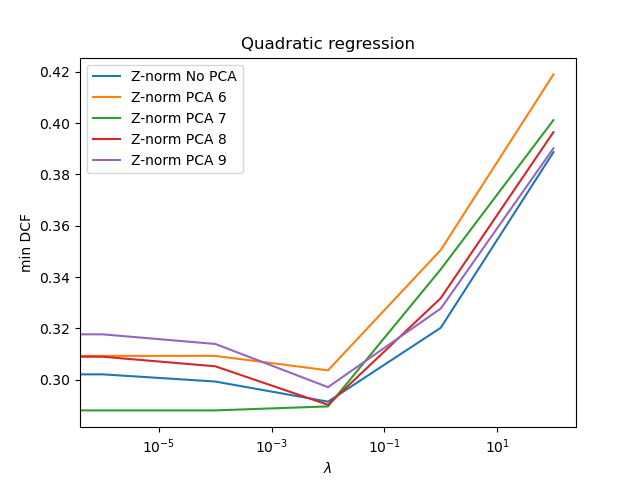 Quadratic regression
Z-norm No PCA
Z-norm PCA 6
Z-norm PCA 7
Z-norm PCA 8
Z-norm PCA 9
min DCF
0.42
0.40
0.38
0.36
0.34
0.32
0.30
10⁻⁵ 10⁻³ 10⁻¹ 10¹
λ